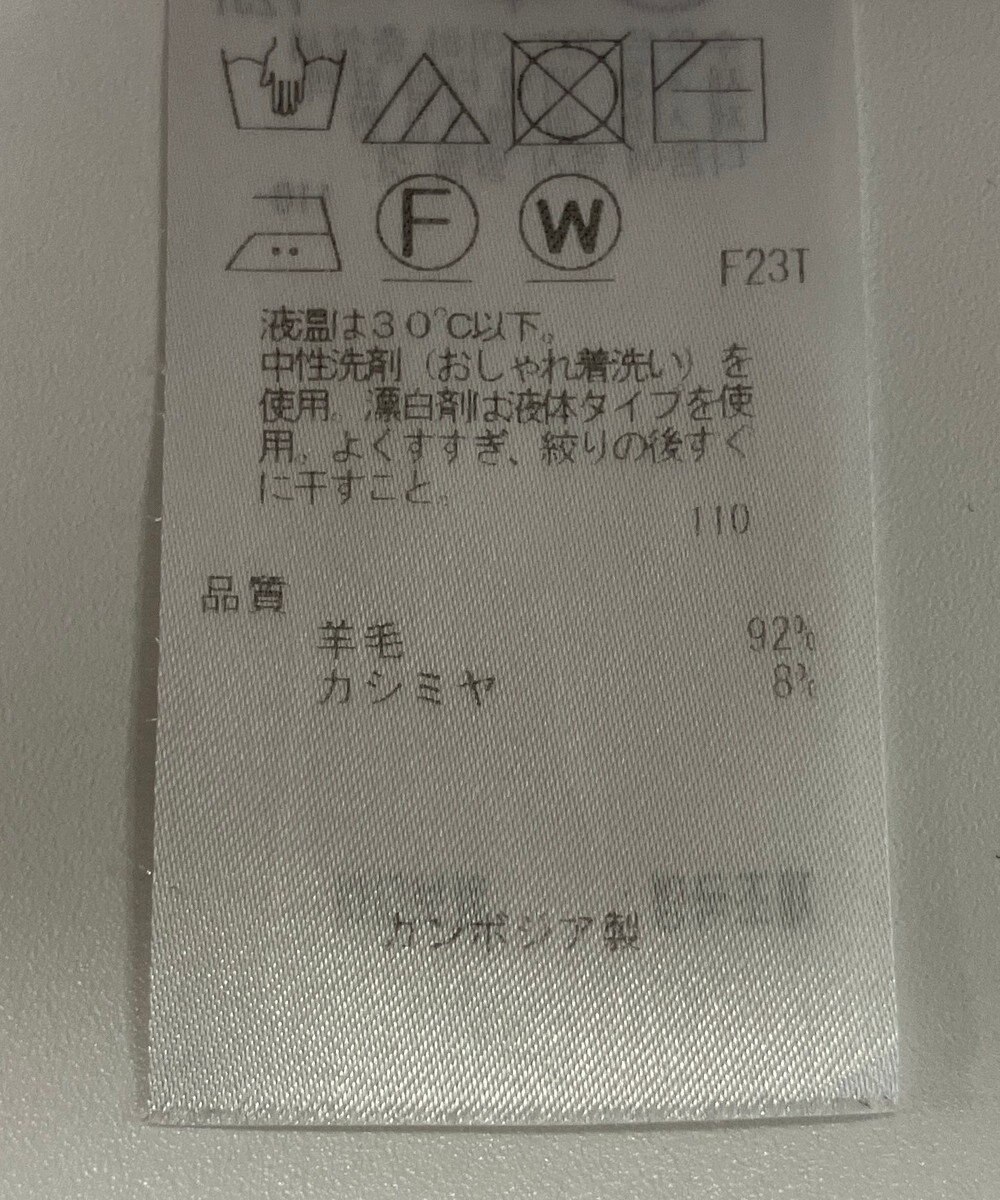 F
W
F23T
液温は30℃以下。
中性洗剤（おしゃれ着洗い）を
使用。漂白剤は液体タイプを使
用。よくすすぎ、絞りの後すぐ
に干すこと。
110
品質
羊毛 92%
カシミヤ 8%
カンボジア製